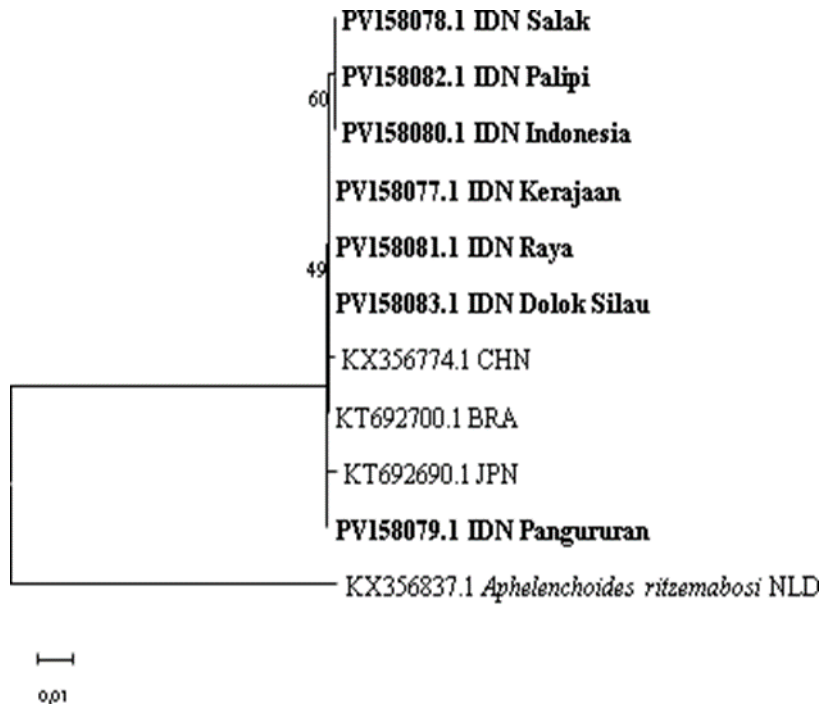 PV158078.1 IDN Salak
PV158082.1 IDN Palipi
60
PV158080.1 IDN Indonesia
PV158077.1 IDN Kerajaan
PV158081.1 IDN Raya
49
PV158083.1 IDN Dolok Silau
KX356774.1 CHN
KT692700.1 BRA
KT692690.1 JPN
PV158079.1 IDN Pangururan
KX356837.1 Aphelenchoides ritzemabosi NLD
0,01